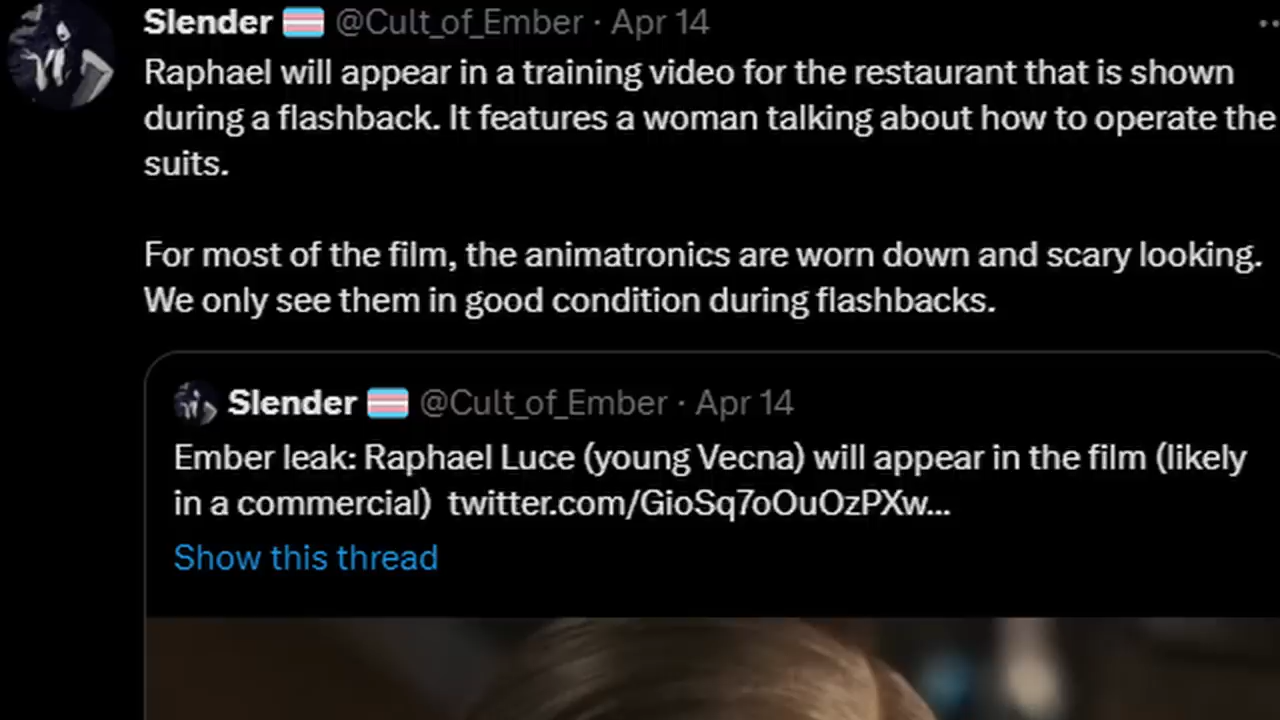 Slender @Cult_of_Ember · Apr 14
Raphael will appear in a training video for the restaurant that is shown
during a flashback. It features a woman talking about how to operate the
suits.
For most of the film, the animatronics are worn down and scary looking.
We only see them in good condition during flashbacks.
Slender @Cult_of_Ember · Apr 14
Ember leak: Raphael Luce (young Vecna) will appear in the film (likely
in a commercial) twitter.com/GioSq7oOuOzPXw...
Show this thread